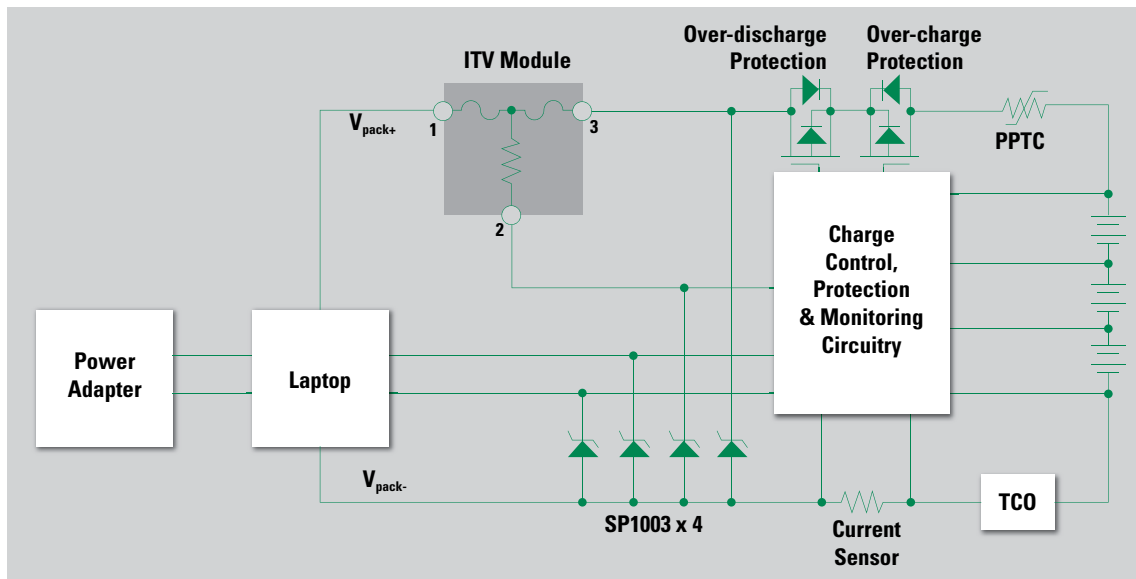 Over-discharge
Protection
Over-charge
Protection
ITV Module
Vpack+
1
3
2
PPTC
Charge
Control,
Protection
& Monitoring
Circuitry
Power
Adapter
Laptop
Vpack-
SP1003 x 4
Current
Sensor
TCO